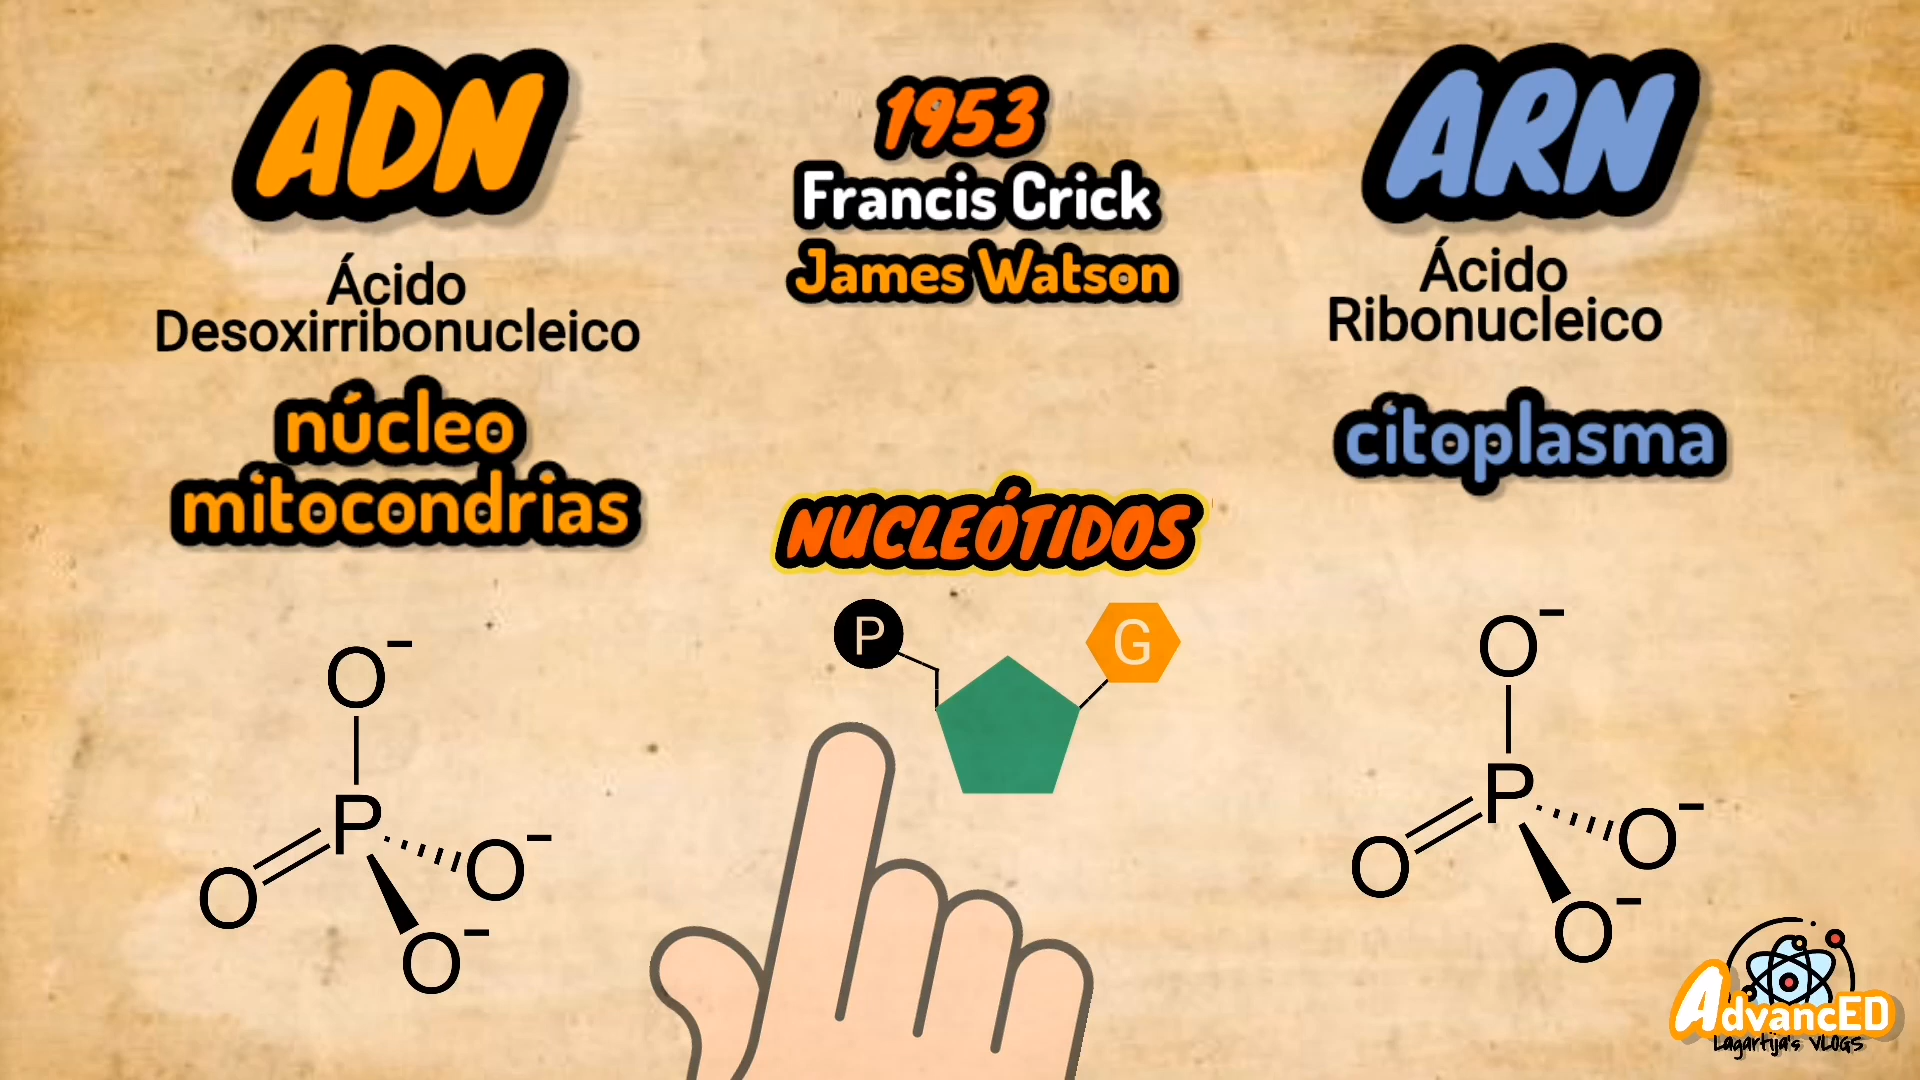 ADN
Ácido
Desoxirribonucleico
núcleo
mitocondrias
1953
Francis Crick
James Watson
ARN
Ácido
Ribonucleico
citoplasma
NUCLEÓTIDOS
P
G
O⁻
P
O
O⁻
O⁻
O⁻
P
O
O⁻
O⁻
AdvancED
Lagartija's VLOGS